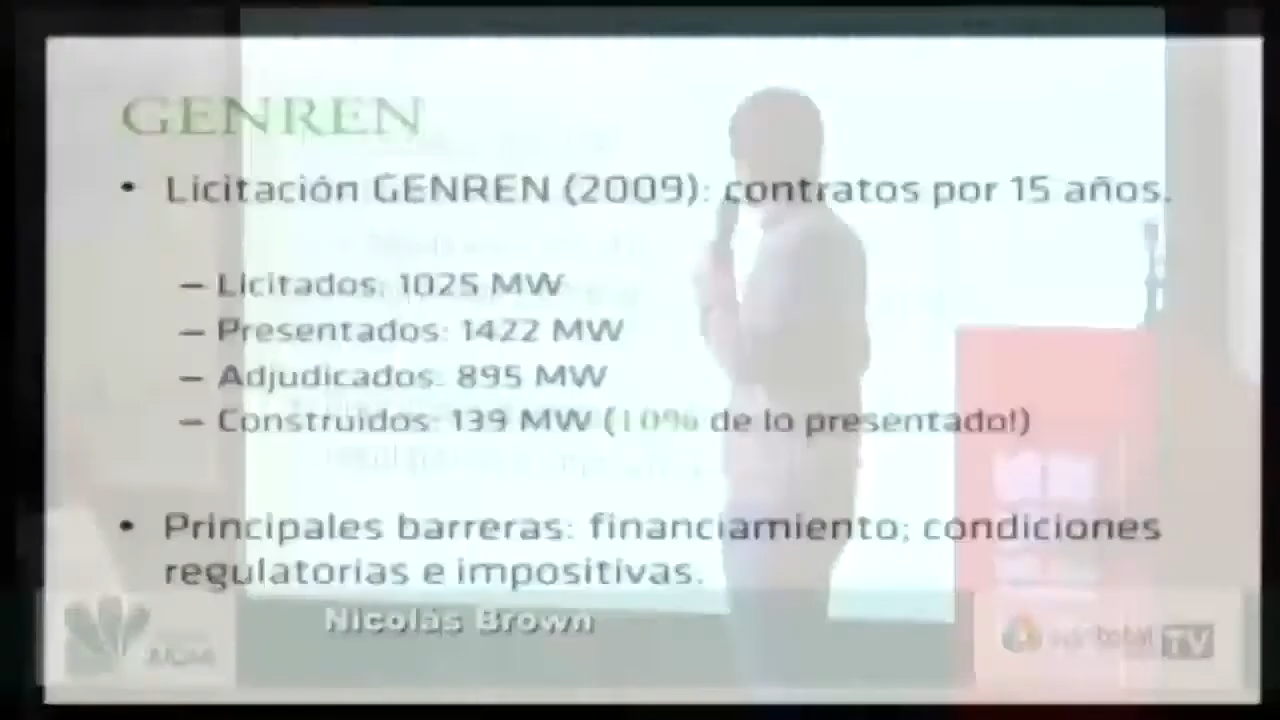 GENREN
• Licitación GENREN (2009): contratos por 15 años.
– Licitados: 1025 MW
– Presentados: 1422 MW
– Adjudicados: 895 MW
– Construidos: 139 MW (10% de lo presentado!)
• Principales barreras: financiamiento; condiciones
regulatorias e impositivas.
Nicolás Brown
TV